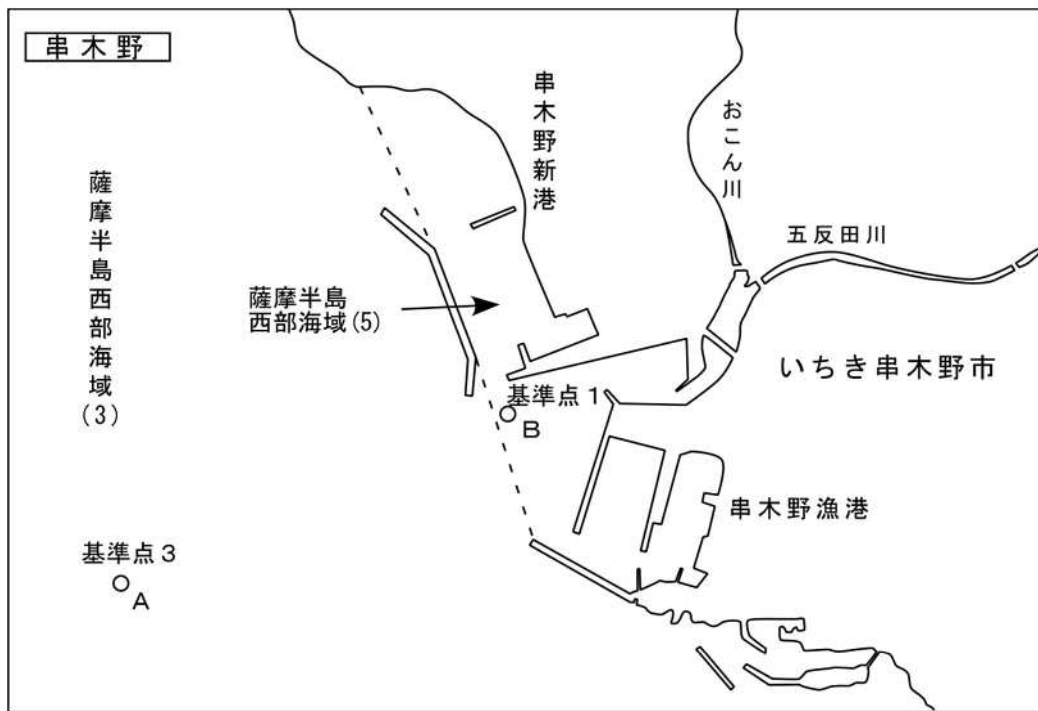 串木野
薩摩半島西部海域
(3)
串木野新港
おこん川
五反田川
薩摩半島
西部海域(5)
いちき串木野市
基準点1
B
串木野漁港
基準点3
A